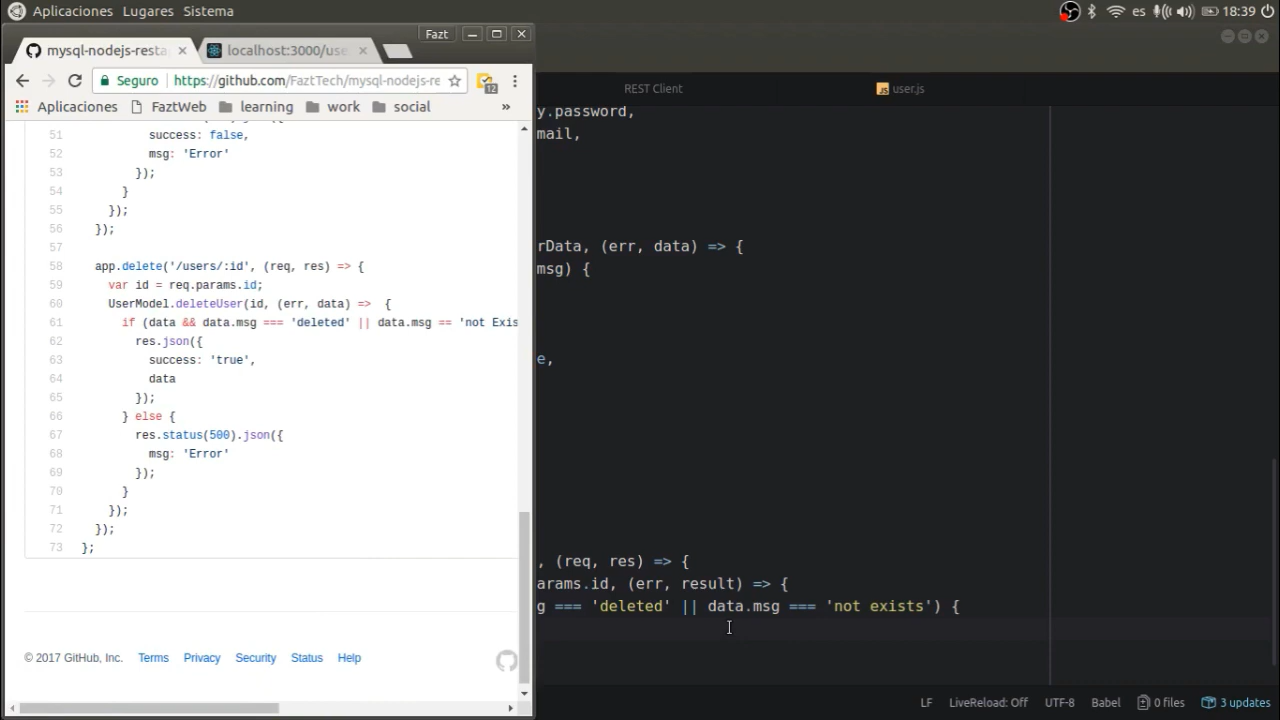 Aplicaciones Lugares Sistema
es 18:39
Fazt
mysql-nodejs-resta
localhost:3000/use
Seguro https://github.com/FaztTech/mysql-nodejs-re
12
Aplicaciones FaztWeb learning work social »
51 success: false,
52 msg: 'Error'
53 });
54 }
55 });
56 });
57
58 app.delete('/users/:id', (req, res) => {
59 var id = req.params.id;
60 UserModel.deleteUser(id, (err, data) => {
61 if (data && data.msg === 'deleted' || data.msg == 'not Exis
62 res.json({
63 success: 'true',
64 data
65 });
66 } else {
67 res.status(500).json({
68 msg: 'Error'
69 });
70 }
71 });
72 });
73 };
© 2017 GitHub, Inc. Terms Privacy Security Status Help
REST Client
user.js
y.password,
mail,
rData, (err, data) => {
msg) {
e,
, (req, res) => {
arams.id, (err, result) => {
g === 'deleted' || data.msg === 'not exists') {
LF LiveReload: Off UTF-8 Babel 0 files 3 updates